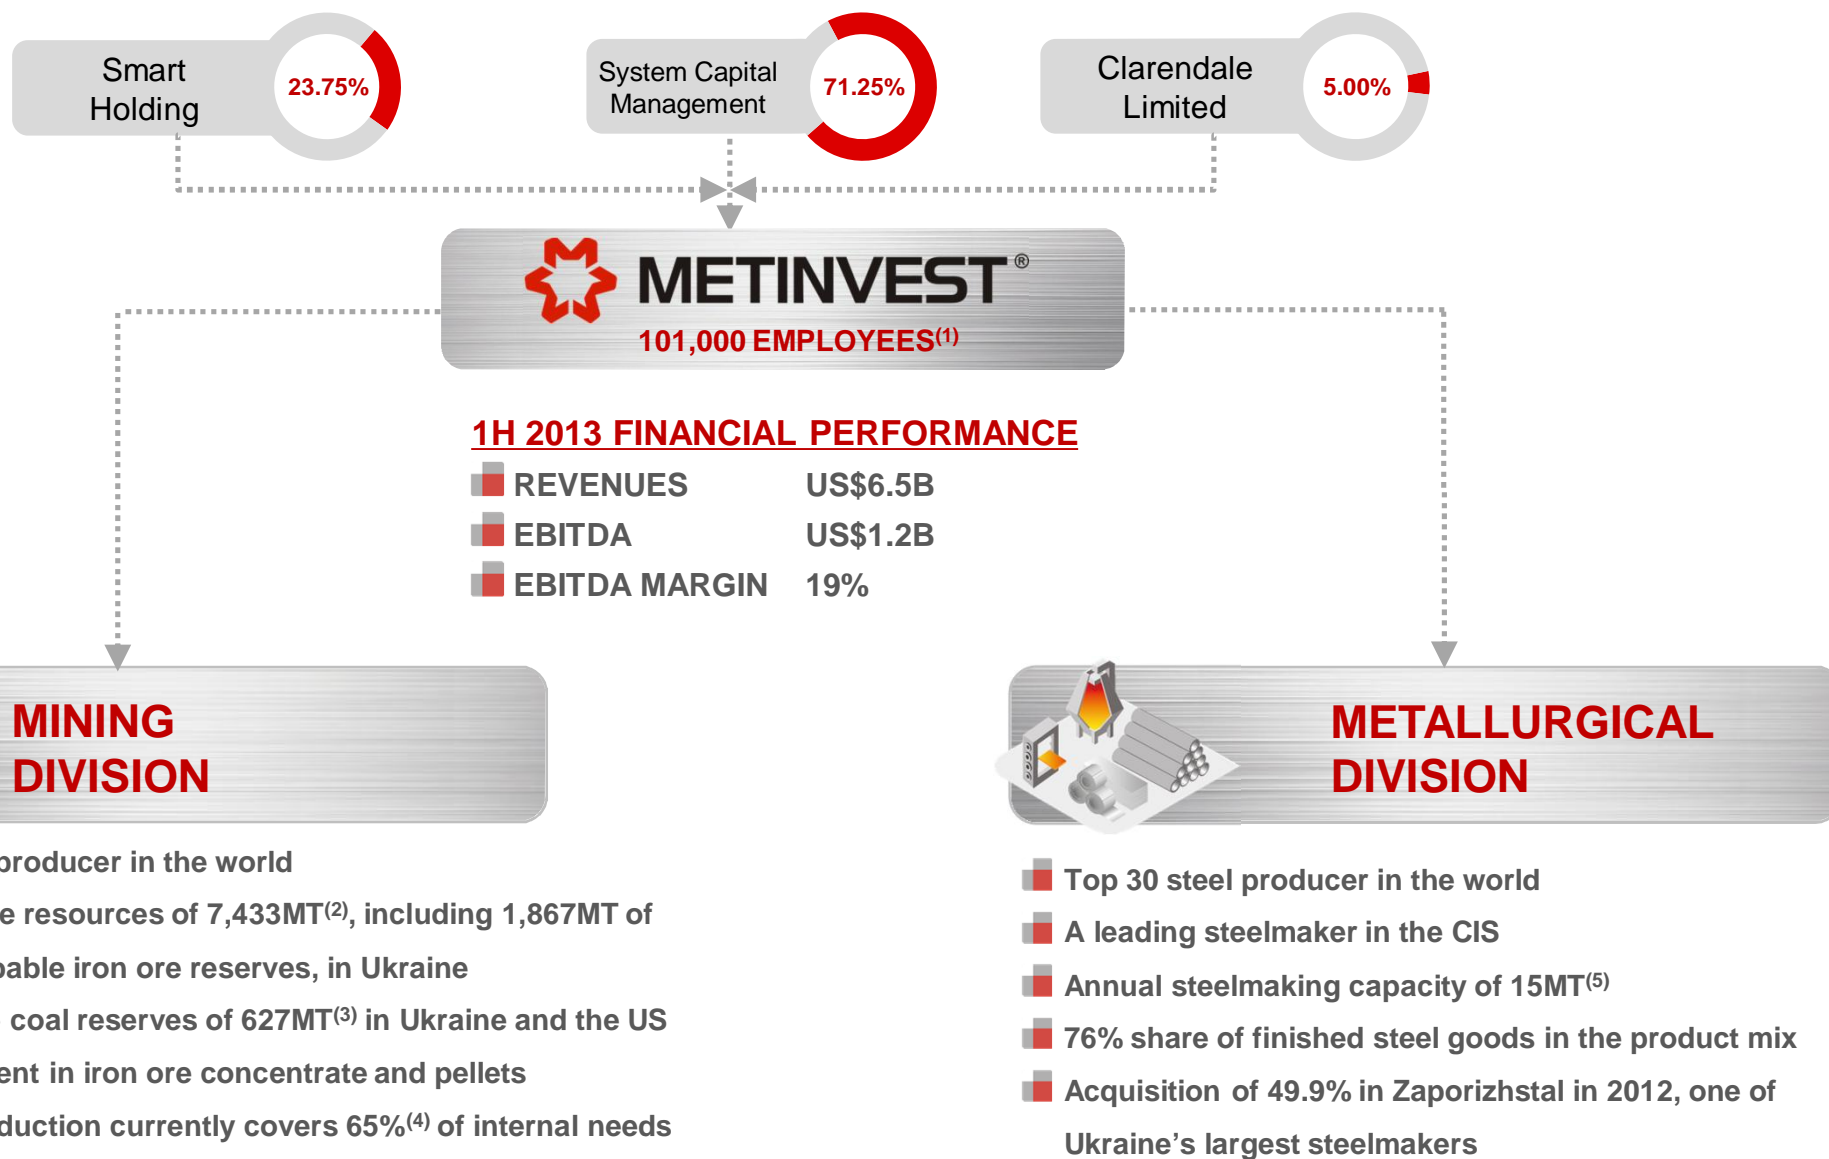 Smart
Holding
23.75%
System Capital
Management
71.25%
Clarendale
Limited
5.00%
METINVEST®
101,000 EMPLOYEES(1)
1H 2013 FINANCIAL PERFORMANCE
REVENUES US$6.5B
EBITDA US$1.2B
EBITDA MARGIN 19%
MINING
DIVISION
producer in the world
resources of 7,433MT(2), including 1,867MT of
iron ore reserves, in Ukraine
coal reserves of 627MT(3) in Ukraine and the US
in iron ore concentrate and pellets
currently covers 65%(4) of internal needs
METALLURGICAL
DIVISION
Top 30 steel producer in the world
A leading steelmaker in the CIS
Annual steelmaking capacity of 15MT(5)
76% share of finished steel goods in the product mix
Acquisition of 49.9% in Zaporizhstal in 2012, one of
Ukraine's largest steelmakers